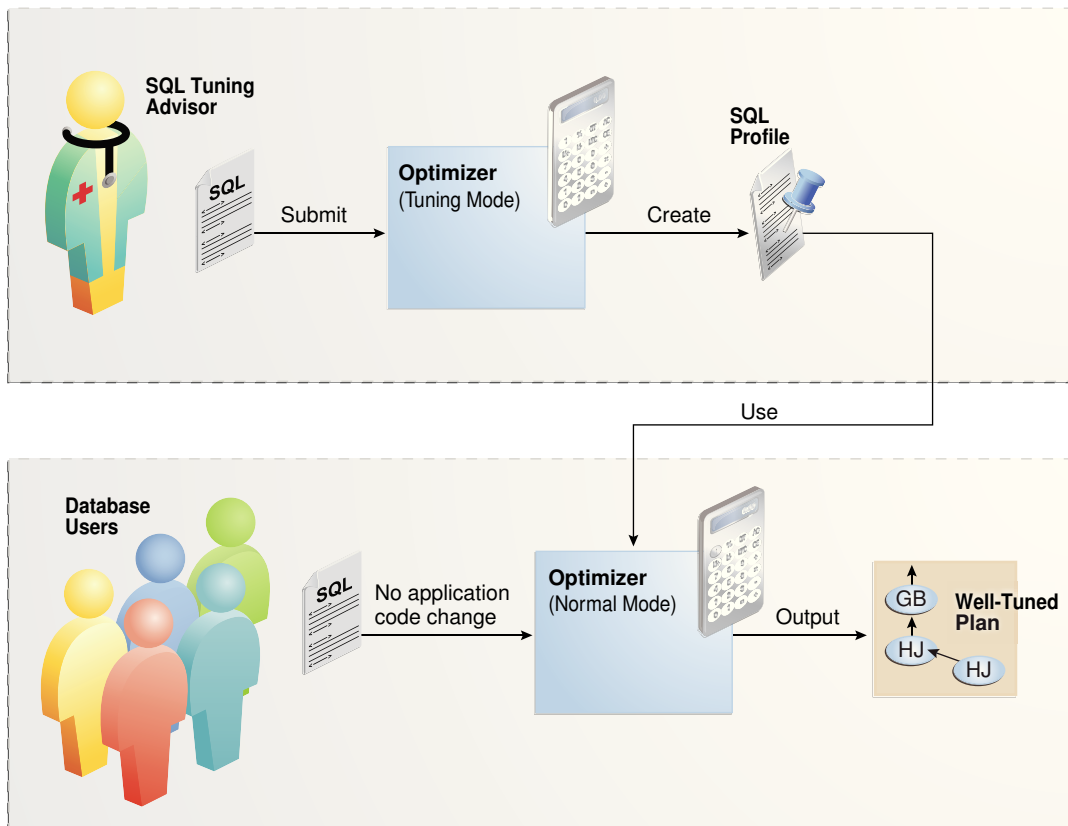 SQL Tuning
Advisor
SQL
Submit
Optimizer
(Tuning Mode)
Create
SQL
Profile
Use
Database
Users
SQL
No application
code change
Optimizer
(Normal Mode)
Output
GB
HJ
HJ
Well-Tuned
Plan